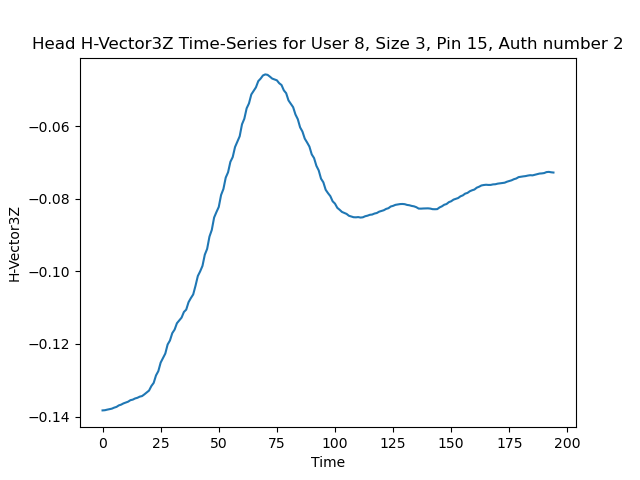 Head H-Vector3Z Time-Series for User 8, Size 3, Pin 15, Auth number 2
−0.06
−0.08
−0.10
−0.12
−0.14
H-Vector3Z
0 25 50 75 100 125 150 175 200
Time